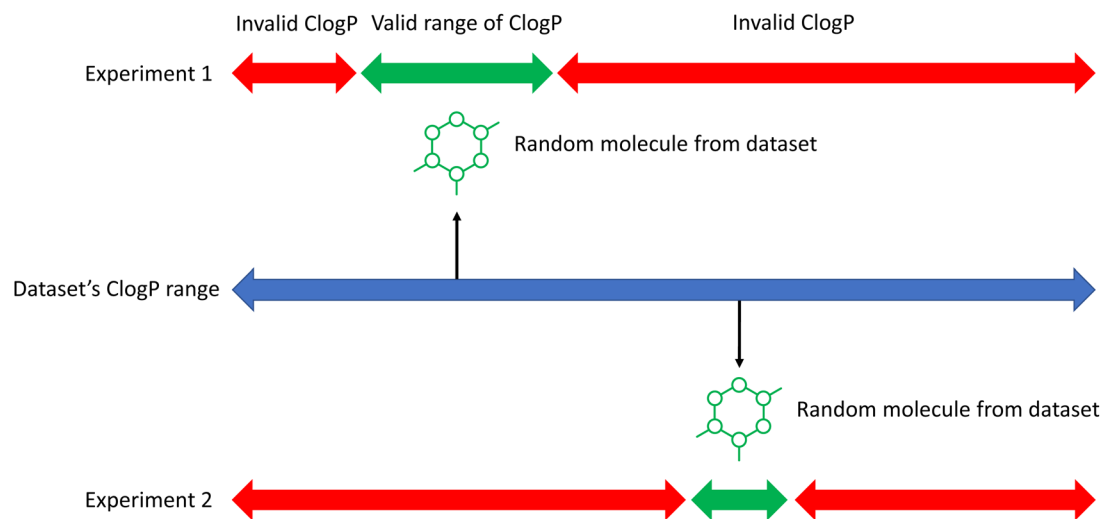 Invalid ClogP
Valid range of ClogP
Invalid ClogP
Experiment 1
Random molecule from dataset
Dataset’s ClogP range
Random molecule from dataset
Experiment 2